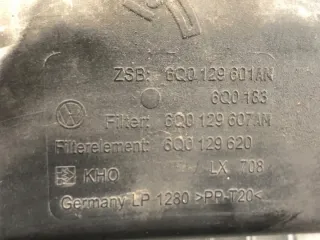 ZSB: 6Q0 129 601AN
6Q0 183
Filter: 6Q0 129 607AM
Filterelement: 6Q0 129 620
KHO LX 708
Germany LP 1280 >PP-T20<